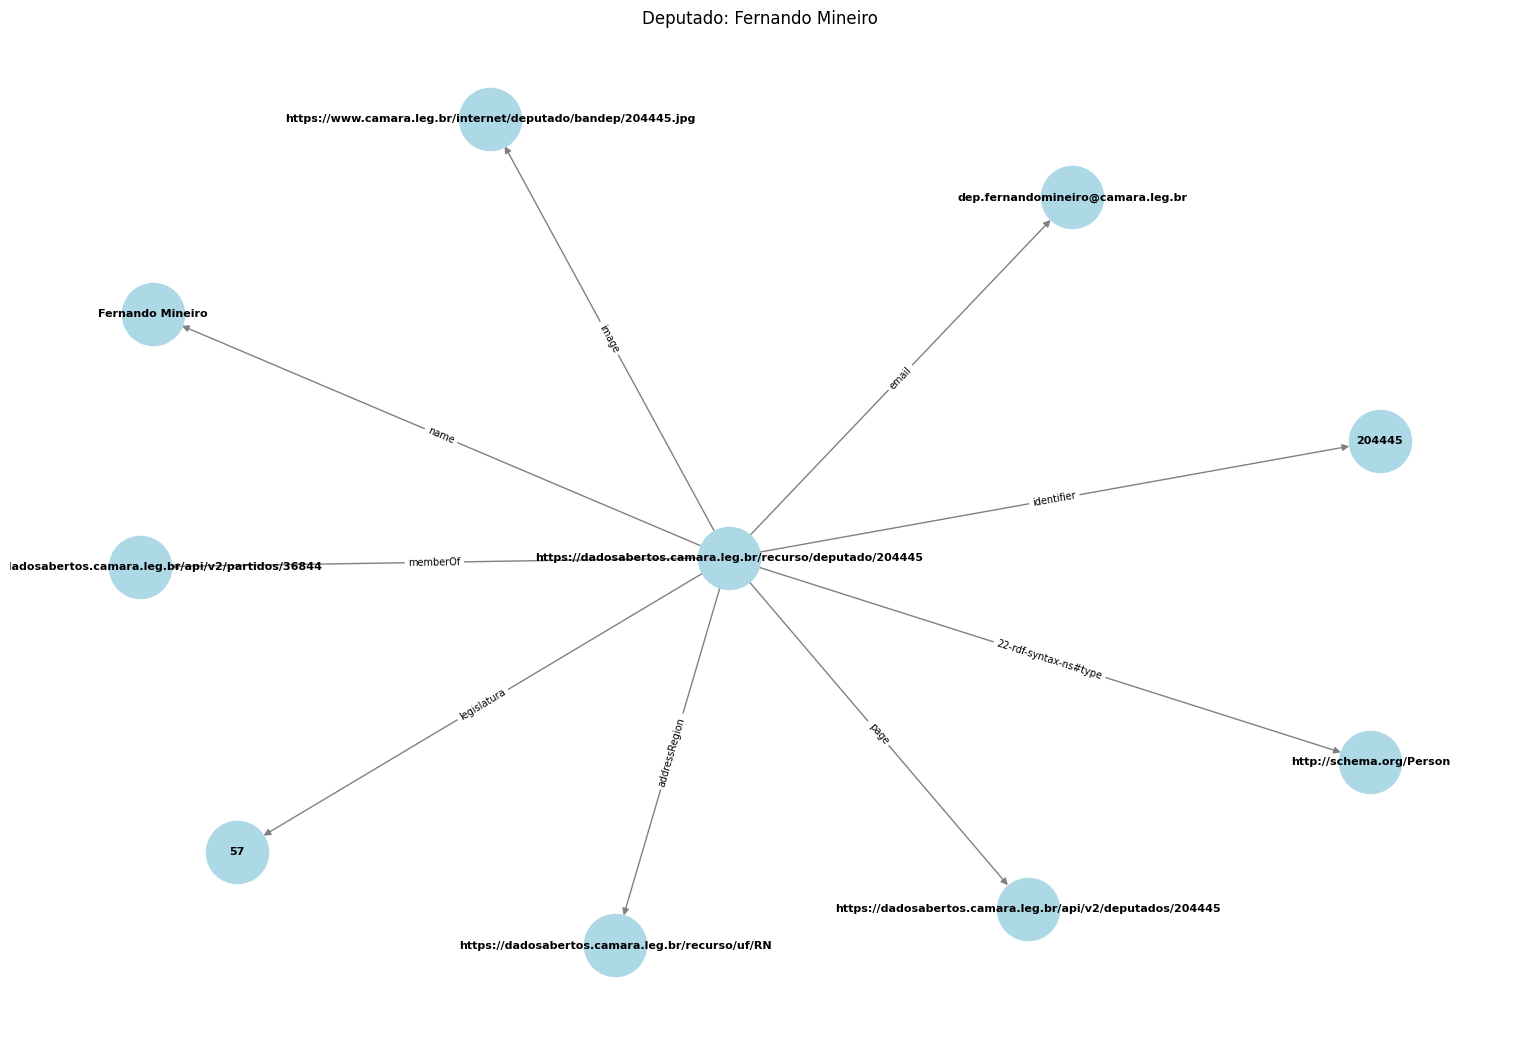 Deputado: Fernando Mineiro
https://www.camara.leg.br/internet/deputado/bandep/204445.jpg
dep.fernandomineiro@camara.leg.br
Fernando Mineiro
image
email
name
204445
identifier
https://dadosabertos.camara.leg.br/recurso/deputado/204445
memberOf
adosabertos.camara.leg.br/api/v2/partidos/36844
22-rdf-syntax-ns#type
legislatura
addressRegion
page
http://schema.org/Person
57
https://dadosabertos.camara.leg.br/api/v2/deputados/204445
https://dadosabertos.camara.leg.br/recurso/uf/RN